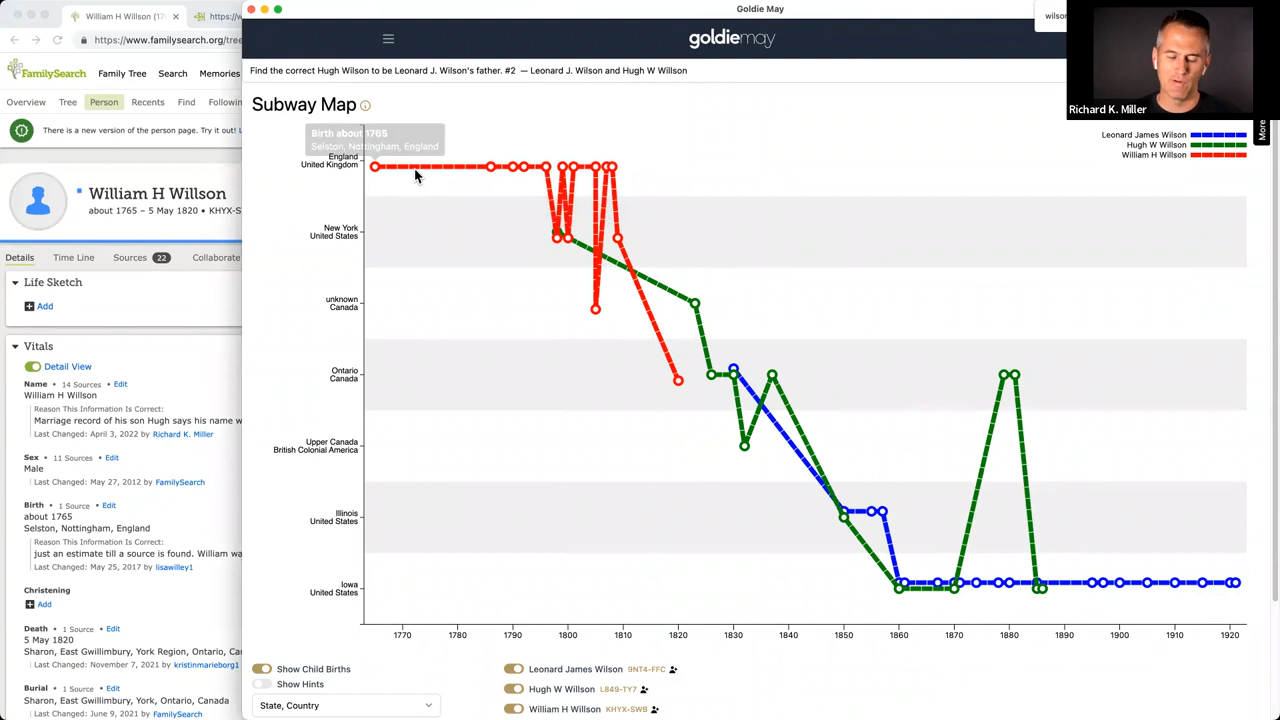 William H Willson (17
https://w
https://www.familysearch.org/tree
FamilySearch
Family Tree
Search
Memories
Overview
Tree
Person
Recents
Find
Following
There is a new version of the person page. Try it out!
William H Willson
about 1765 – 5 May 1820 • KHYX-S
Details
Time Line
Sources
22
Collaborate
Life Sketch
Add
Vitals
Detail View
Name • 14 Sources • Edit
William H Willson
Reason This Information Is Correct:
Marriage record of his son Hugh says his name w
Last Changed: April 3, 2022 by Richard K. Miller
Sex • 11 Sources • Edit
Male
Last Changed: May 27, 2012 by FamilySearch
Birth • 1 Source • Edit
about 1765
Selston, Nottingham, England
Reason This Information Is Correct:
just an estimate till a source is found. William wa
Last Changed: May 25, 2017 by lisawilley1
Christening
Add
Death • 1 Source • Edit
5 May 1820
Sharon, East Gwillimbury, York Region, Ontario, Ca
Last Changed: November 7, 2021 by kristinmarieborg1
Burial • 1 Source • Edit
Sharon, East Gwillimbury, York, Ontario, Canada
Last Changed: June 9, 2021 by FamilySearch
Goldie May
goldiemay
wilson
Richard K. Miller
More
Find the correct Hugh Wilson to be Leonard J. Wilson's father. #2 — Leonard J. Wilson and Hugh W Willson
Subway Map
Birth about 1765
Selston, Nottingham, England
Leonard James Wilson
Hugh W Willson
William H Willson
England
United Kingdom
New York
United States
unknown
Canada
Ontario
Canada
Upper Canada
British Colonial America
Illinois
United States
Iowa
United States
1770 1780 1790 1800 1810 1820 1830 1840 1850 1860 1870 1880 1890 1900 1910 1920
Show Child Births
Show Hints
State, Country
Leonard James Wilson 9NT4-FFC
Hugh W Willson L849-TY7
William H Willson KHYX-SWB